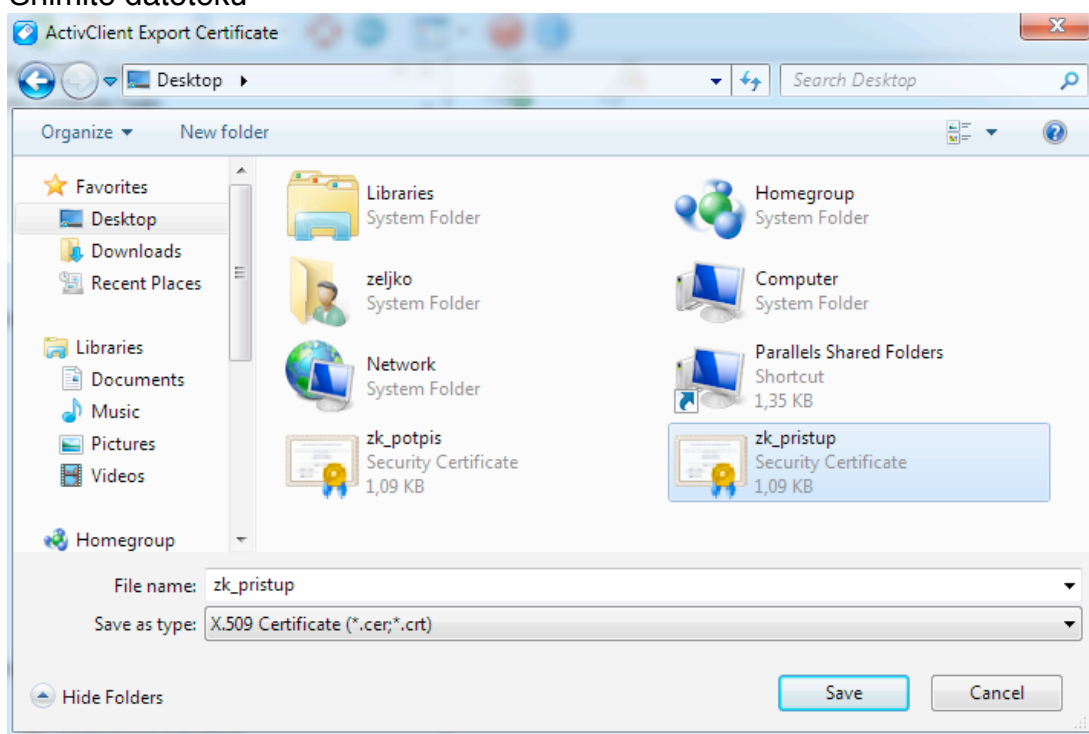 Snimite datoteku
ActivClient Export Certificate
Desktop
Search Desktop
Organize
New folder
Favorites
Desktop
Downloads
Recent Places
Libraries
Documents
Music
Pictures
Videos
Homegroup
Libraries
System Folder
Homegroup
System Folder
zeljko
System Folder
Computer
System Folder
Network
System Folder
Parallels Shared Folders
Shortcut
1,35 KB
zk_potpis
Security Certificate
1,09 KB
zk_pristup
Security Certificate
1,09 KB
File name: zk_pristup
Save as type: X.509 Certificate (*.cer;*.crt)
Hide Folders
Save
Cancel